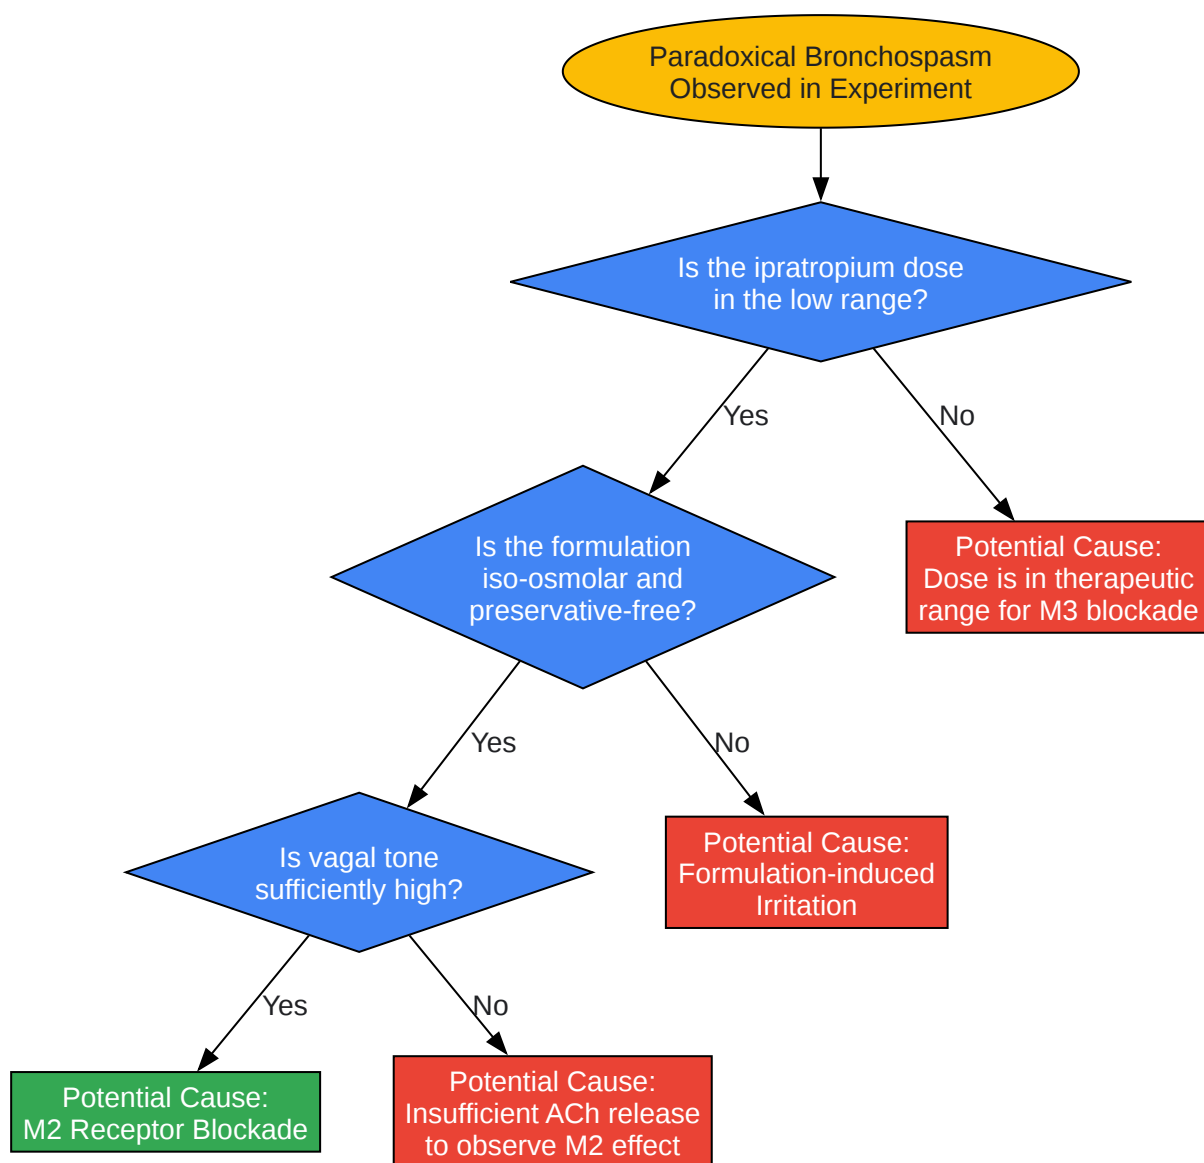 Paradoxical Bronchospasm
Observed in Experiment
Is the ipratropium dose
in the low range?
Yes
No
Is the formulation
iso-osmolar and
preservative-free?
Potential Cause:
Dose is in therapeutic
range for M3 blockade
Yes
No
Is vagal tone
sufficiently high?
Potential Cause:
Formulation-induced
Irritation
Yes
No
Potential Cause:
M2 Receptor Blockade
Potential Cause:
Insufficient ACh release
to observe M2 effect